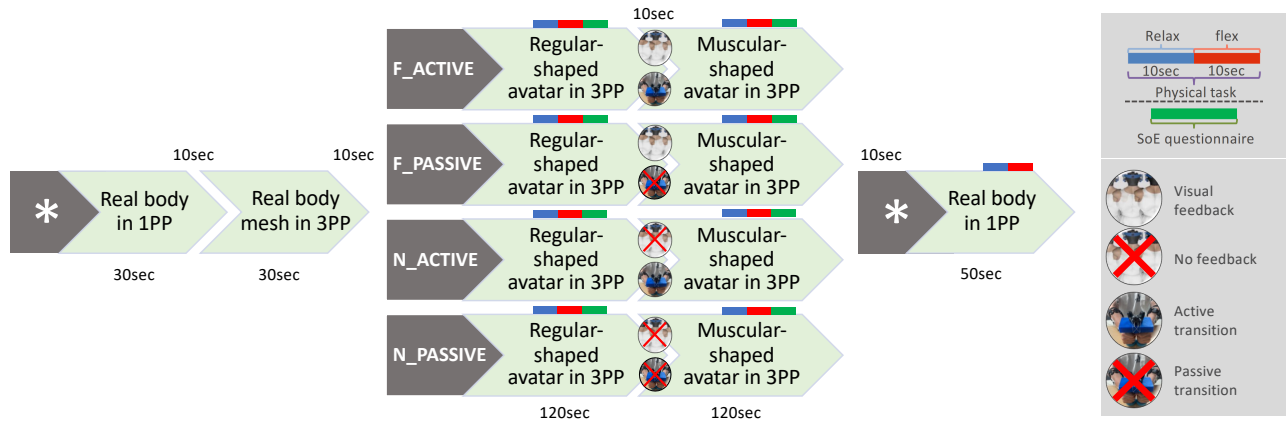 10sec
F_ACTIVE
Regular-
shaped
avatar in 3PP
Muscular-
shaped
avatar in 3PP
F_PASSIVE
Regular-
shaped
avatar in 3PP
Muscular-
shaped
avatar in 3PP
10sec
10sec
*
Real body
in 1PP
Real body
mesh in 3PP
30sec
30sec
N_ACTIVE
Regular-
shaped
avatar in 3PP
Muscular-
shaped
avatar in 3PP
N_PASSIVE
Regular-
shaped
avatar in 3PP
Muscular-
shaped
avatar in 3PP
120sec
120sec
10sec
*
Real body
in 1PP
50sec
Relax
flex
10sec
10sec
Physical task
SoE questionnaire
Visual
feedback
No feedback
Active
transition
Passive
transition